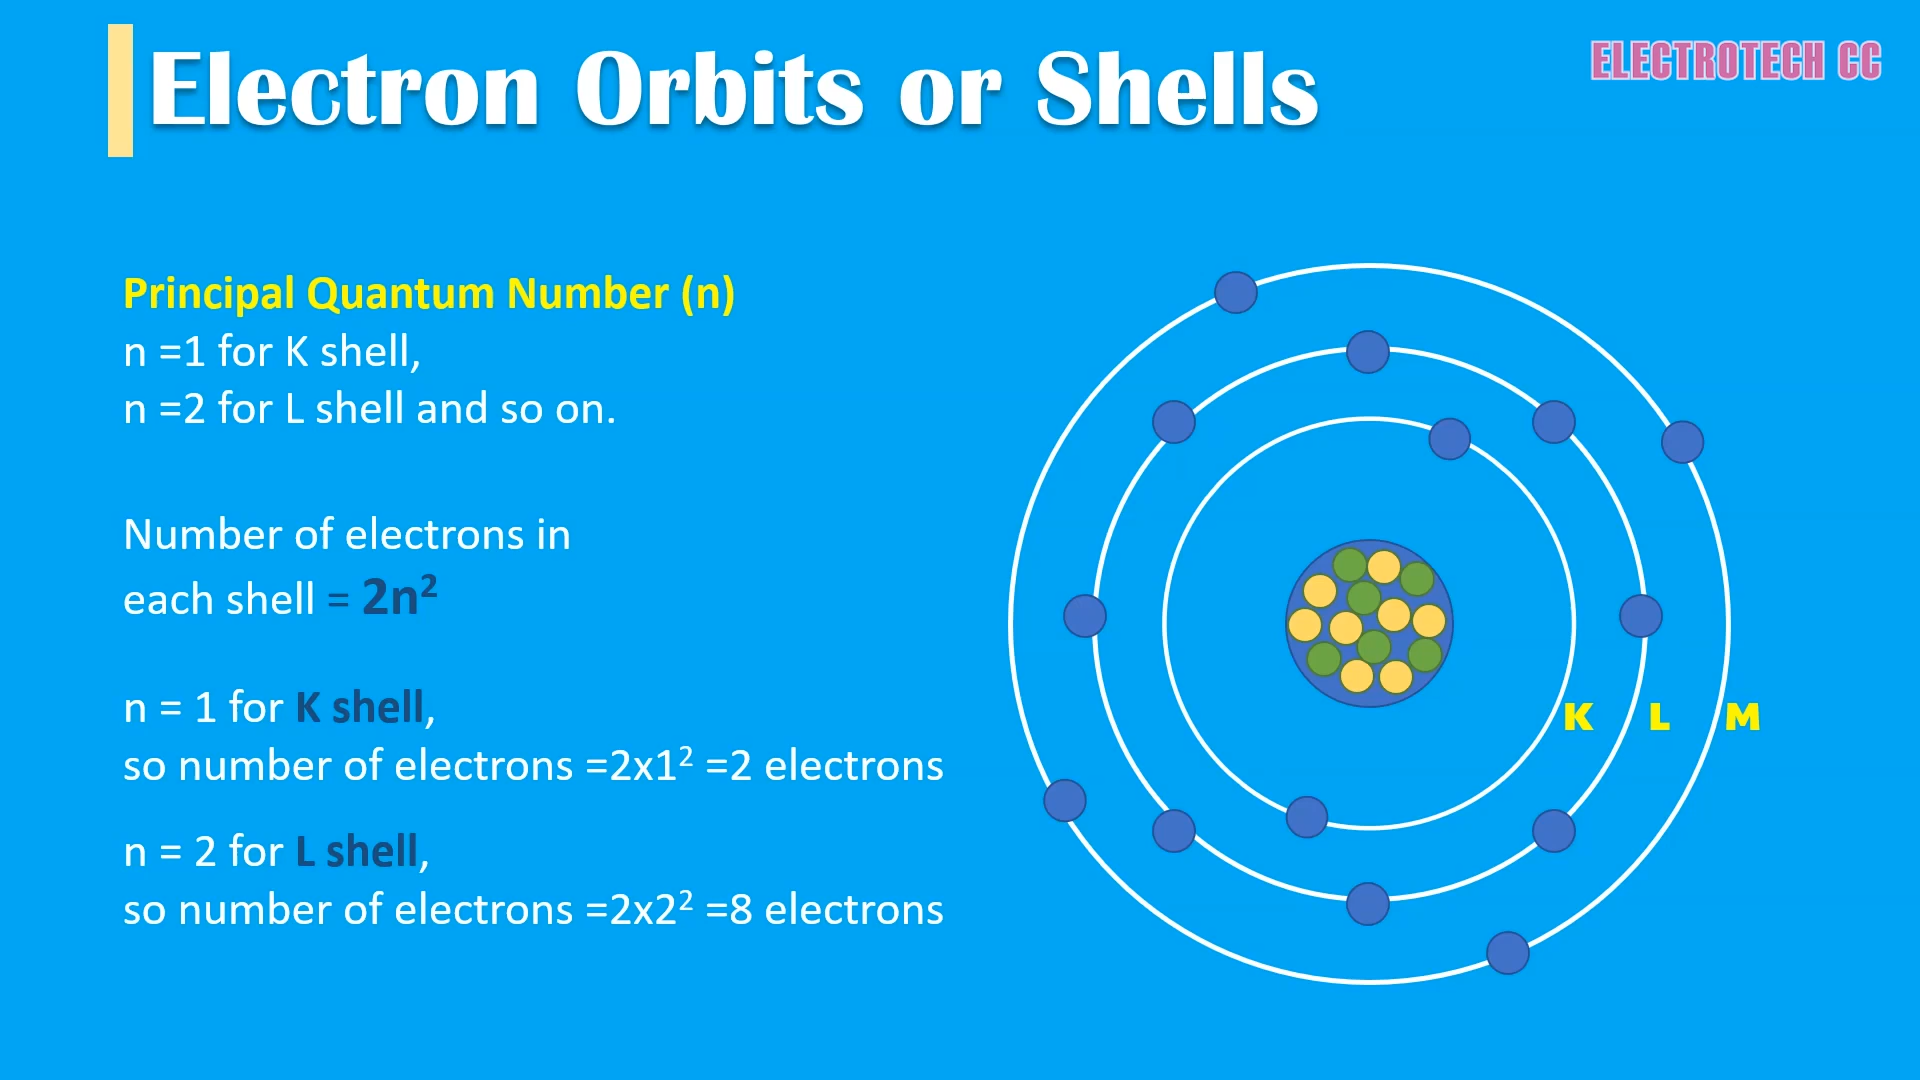 Electron Orbits or Shells
ELECTROTECH CC
Principal Quantum Number (n)
n =1 for K shell,
n =2 for L shell and so on.
Number of electrons in
each shell = 2n²
n = 1 for K shell,
so number of electrons =2x1² =2 electrons
n = 2 for L shell,
so number of electrons =2x2² =8 electrons
K L M